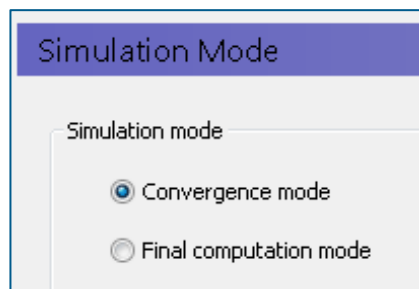 Simulation Mode
Simulation mode
Convergence mode
Final computation mode